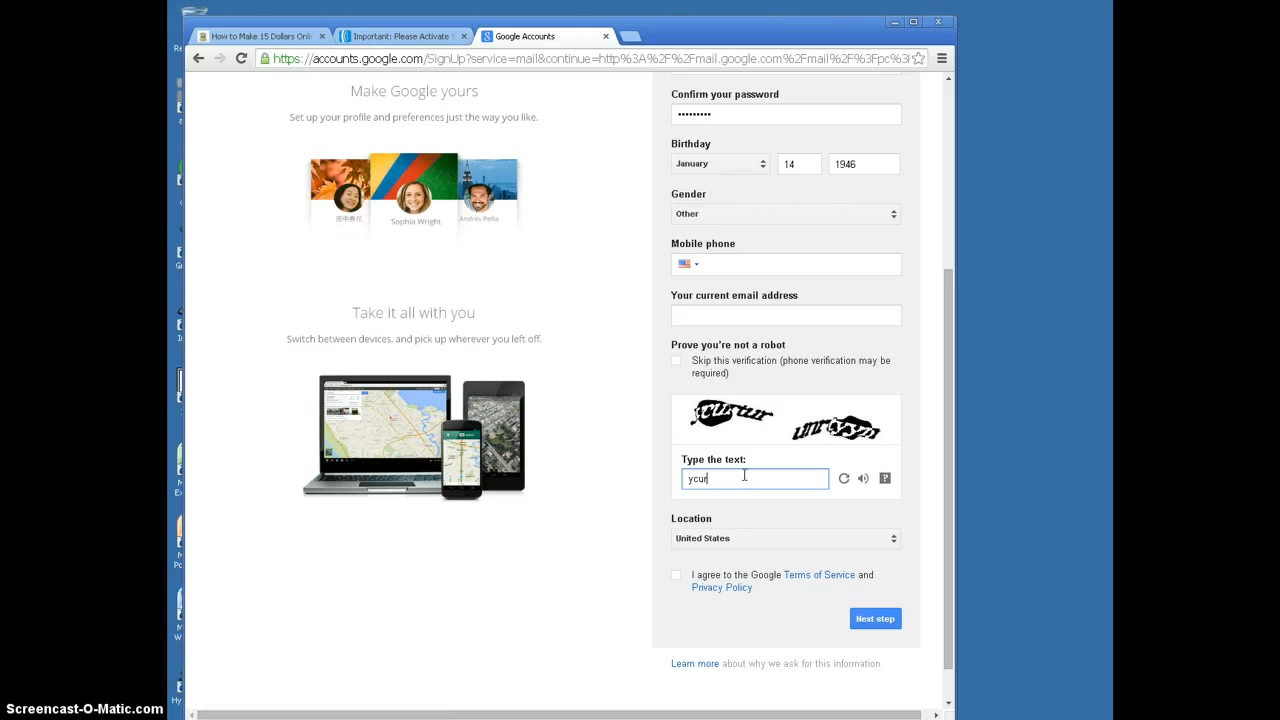 How to Make 15 Dollars Onli
Important: Please Activate Y
Google Accounts
https://accounts.google.com/SignUp?service=mail&continue=http%3A%2F%2Fmail.google.com%2Fmail%2F%3Fpc%3
Make Google yours
Set up your profile and preferences just the way you like.
Sophia Wright
Andrés Peña
Take it all with you
Switch between devices, and pick up wherever you left off.
Confirm your password
•••••••••
Birthday
January 14 1946
Gender
Other
Mobile phone
Your current email address
Prove you're not a robot
Skip this verification (phone verification may be
required)
Type the text:
ycur
Location
United States
I agree to the Google Terms of Service and
Privacy Policy
Next step
Learn more about why we ask for this information.
Screencast-O-Matic.com